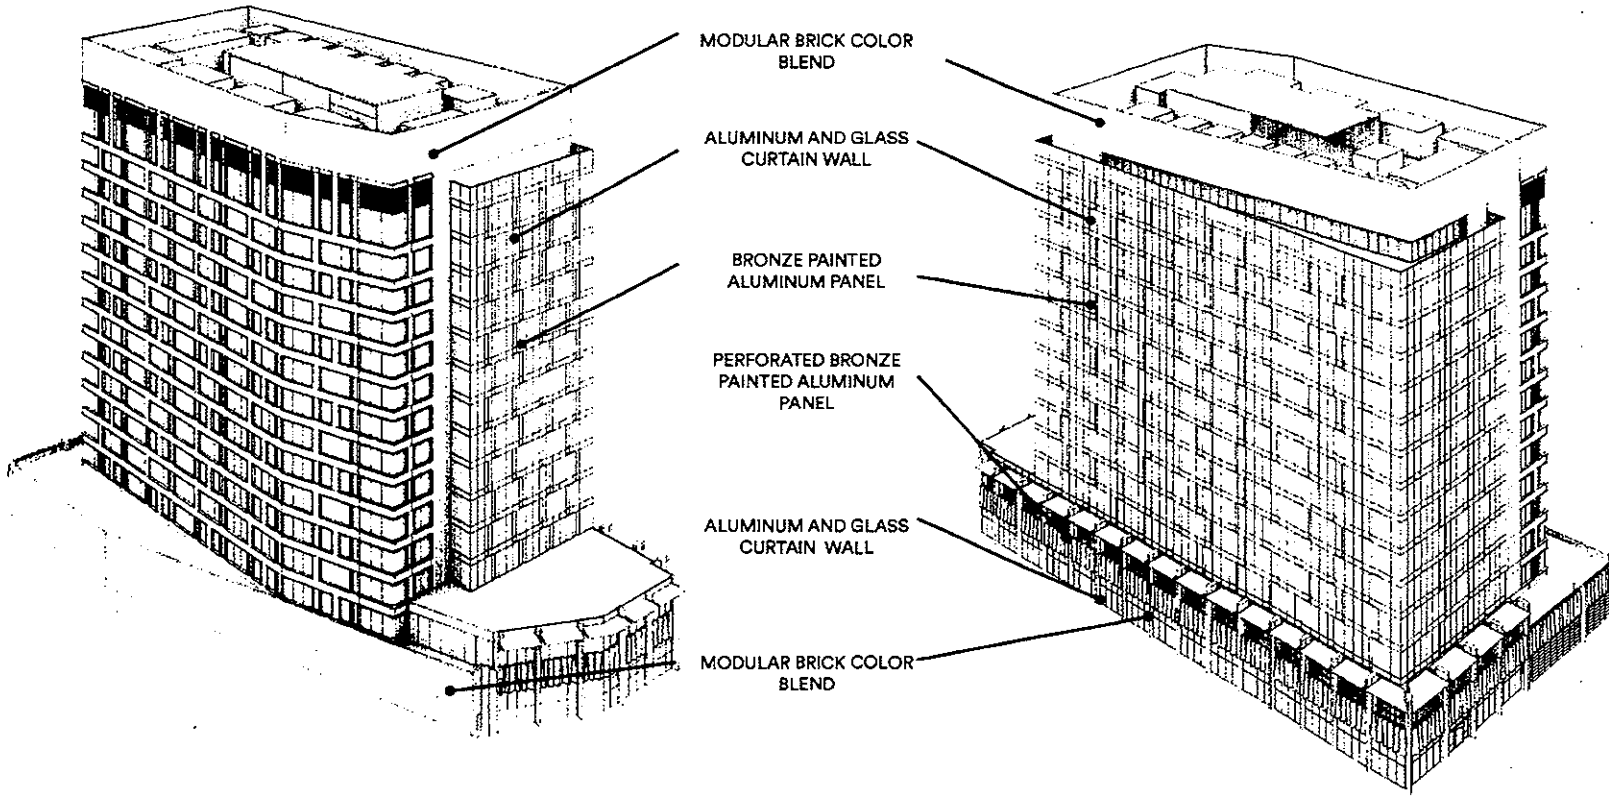 MODULAR BRICK COLOR
BLEND
ALUMINUM AND GLASS
CURTAIN WALL
BRONZE PAINTED
ALUMINUM PANEL
PERFORATED BRONZE
PAINTED ALUMINUM
PANEL
ALUMINUM AND GLASS
CURTAIN WALL
MODULAR BRICK COLOR
BLEND